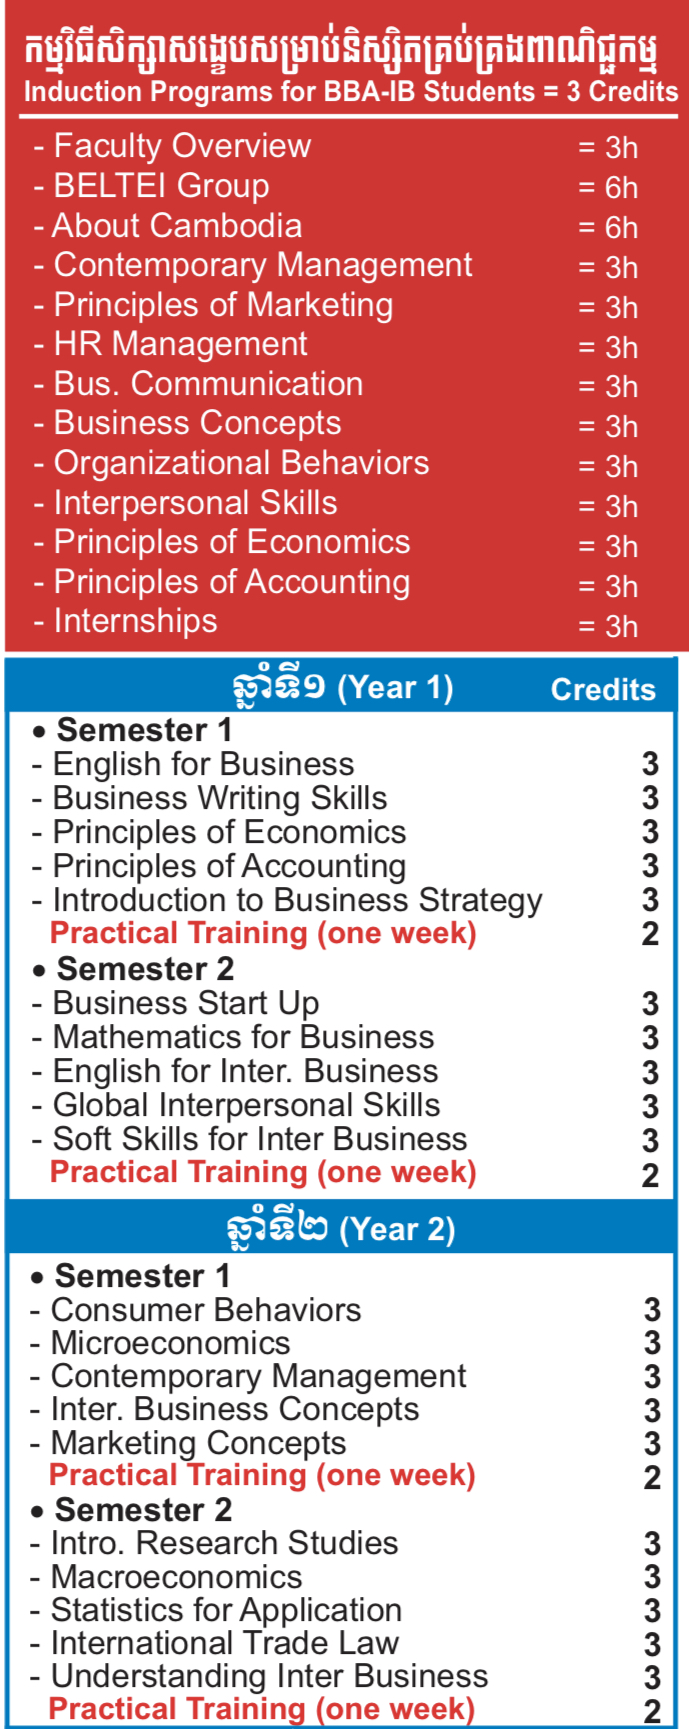 កម្មវិធីសិក្សាសង្ខេបសម្រាប់និស្សិតគ្រប់គ្រងពាណិជ្ជកម្ម
Induction Programs for BBA-IB Students = 3 Credits
- Faculty Overview = 3h
- BELTEI Group = 6h
- About Cambodia = 6h
- Contemporary Management = 3h
- Principles of Marketing = 3h
- HR Management = 3h
- Bus. Communication = 3h
- Business Concepts = 3h
- Organizational Behaviors = 3h
- Interpersonal Skills = 3h
- Principles of Economics = 3h
- Principles of Accounting = 3h
- Internships = 3h
ឆ្នាំទី១ (Year 1) Credits
• Semester 1
- English for Business 3
- Business Writing Skills 3
- Principles of Economics 3
- Principles of Accounting 3
- Introduction to Business Strategy 3
Practical Training (one week) 2
• Semester 2
- Business Start Up 3
- Mathematics for Business 3
- English for Inter. Business 3
- Global Interpersonal Skills 3
- Soft Skills for Inter Business 3
Practical Training (one week) 2
ឆ្នាំទី២ (Year 2)
• Semester 1
- Consumer Behaviors 3
- Microeconomics 3
- Contemporary Management 3
- Inter. Business Concepts 3
- Marketing Concepts 3
Practical Training (one week) 2
• Semester 2
- Intro. Research Studies 3
- Macroeconomics 3
- Statistics for Application 3
- International Trade Law 3
- Understanding Inter Business 3
Practical Training (one week) 2